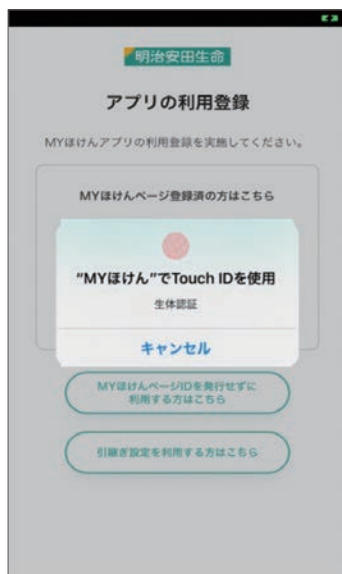 明治安田生命
アプリの利用登録
MYほけんアプリの利用登録を実施してください。
MYほけんページ登録済の方はこちら
“MYほけん”でTouch IDを使用
生体認証
キャンセル
MYほけんページIDを発行せずに
利用する方はこちら
引継ぎ設定を利用する方はこちら